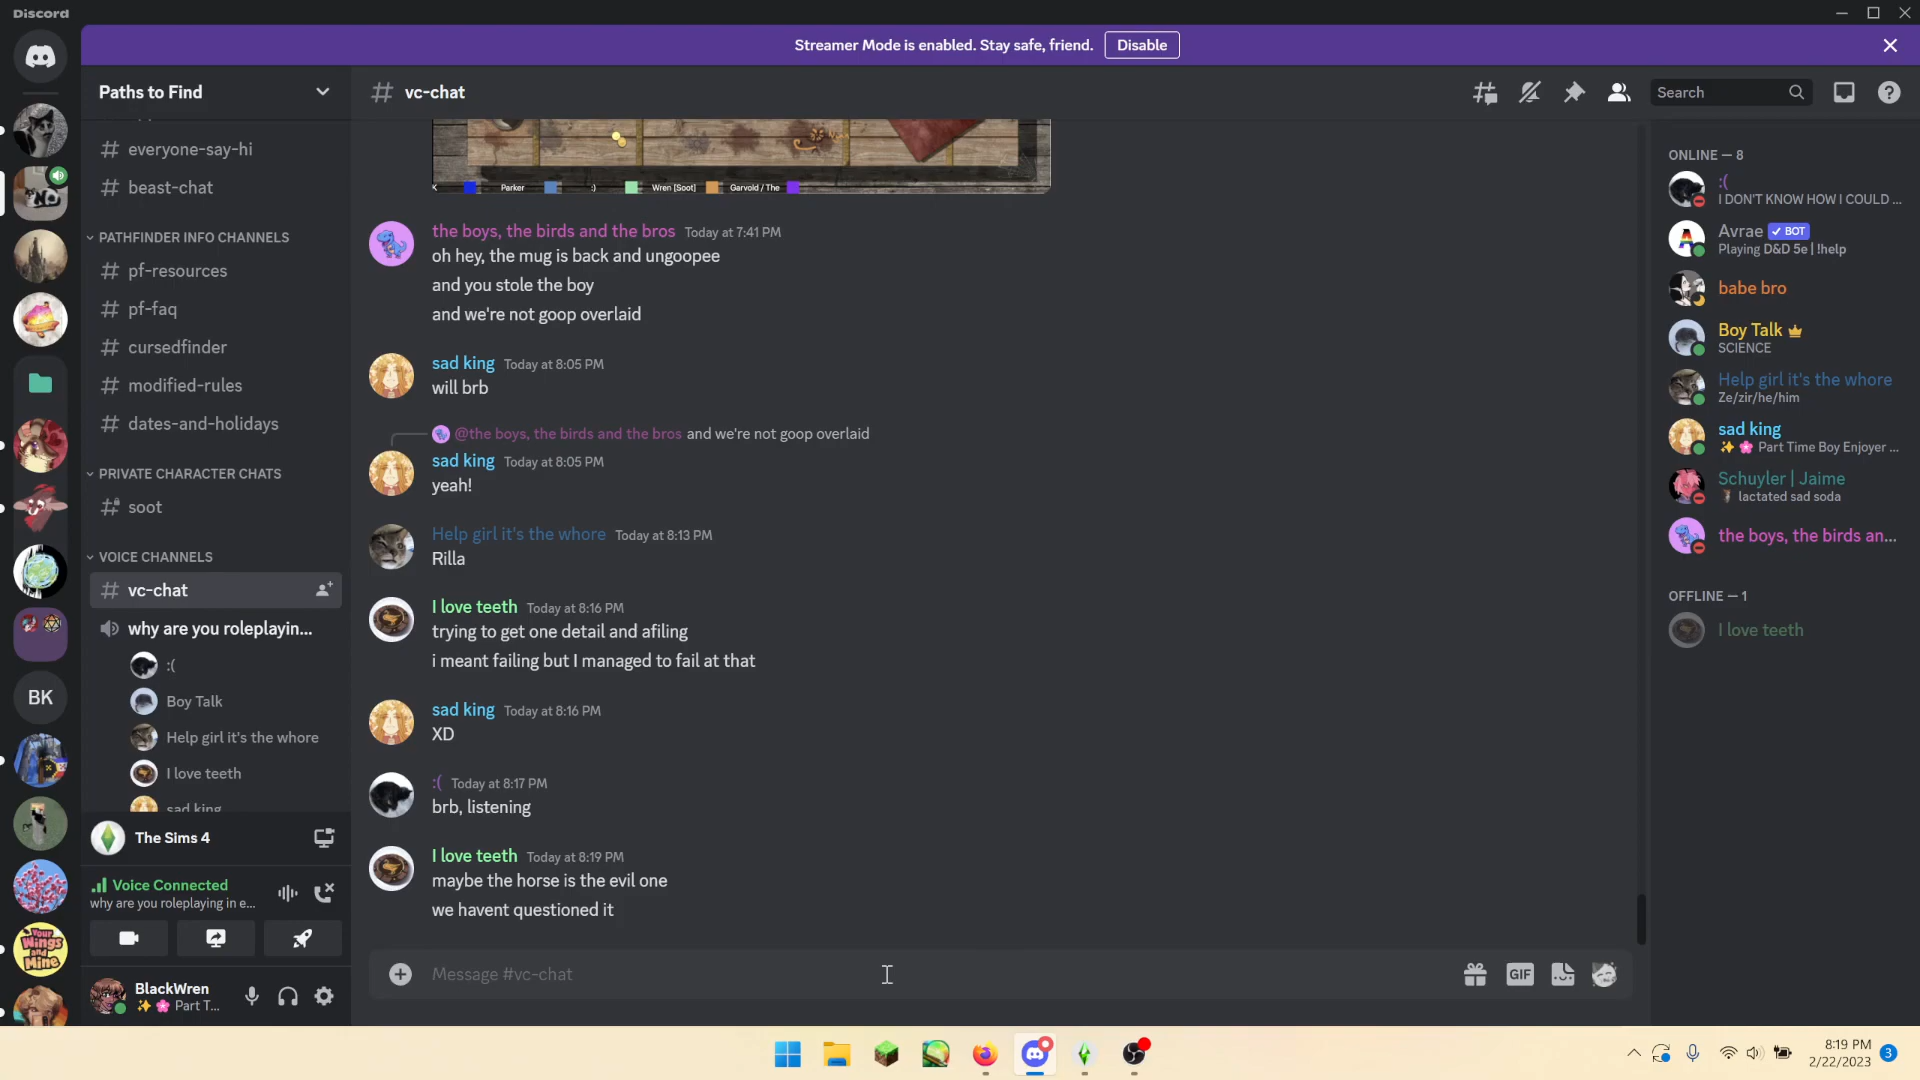 Discord
Streamer Mode is enabled. Stay safe, friend.
Disable
Paths to Find
everyone-say-hi
beast-chat
PATHFINDER INFO CHANNELS
pf-resources
pf-faq
cursedfinder
modified-rules
dates-and-holidays
PRIVATE CHARACTER CHATS
soot
VOICE CHANNELS
vc-chat
why are you roleplayin...
:(
Boy Talk
Help girl it's the whore
I love teeth
sad king
The Sims 4
Voice Connected
why are you roleplaying in e...
BlackWren
✨ 🌸 Part T...
BK
YOUR Wings and Mine
# vc-chat
Search
Parker
:)
Wren [Soot]
Garvold / The
the boys, the birds and the bros Today at 7:41 PM
oh hey, the mug is back and ungoopee
and you stole the boy
and we're not goop overlaid
sad king Today at 8:05 PM
will brb
@the boys, the birds and the bros and we're not goop overlaid
sad king Today at 8:05 PM
yeah!
Help girl it's the whore Today at 8:13 PM
Rilla
I love teeth Today at 8:16 PM
trying to get one detail and afiling
i meant failing but I managed to fail at that
sad king Today at 8:16 PM
XD
:( Today at 8:17 PM
brb, listening
I love teeth Today at 8:19 PM
maybe the horse is the evil one
we havent questioned it
Message #vc-chat
GIF
ONLINE — 8
:(
I DON'T KNOW HOW I COULD ...
Avrae ✓ BOT
Playing D&D 5e | !help
babe bro
Boy Talk
SCIENCE
Help girl it's the whore
Ze/zir/he/him
sad king
✨ 🌸 Part Time Boy Enjoyer ...
Schuyler | Jaime
lactated sad soda
the boys, the birds an...
OFFLINE — 1
I love teeth
8:19 PM
2/22/2023
3